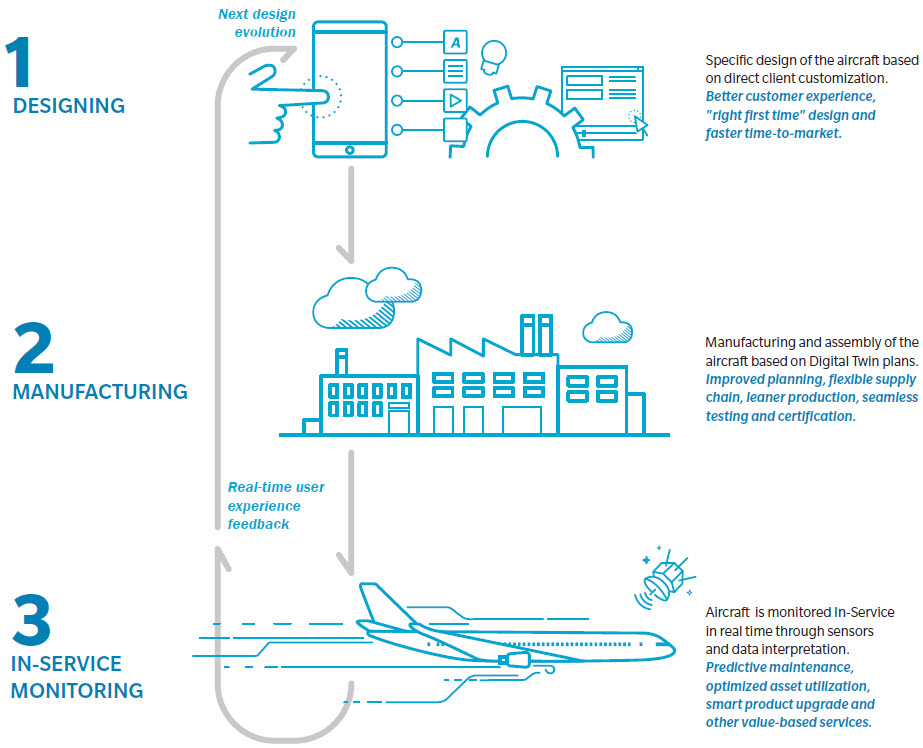 Next design
evolution
1
DESIGNING
A
Specific design of the aircraft based
on direct client customization.
Better customer experience,
"right first time" design and
faster time-to-market.
2
MANUFACTURING
Manufacturing and assembly of the
aircraft based on Digital Twin plans.
Improved planning, flexible supply
chain, leaner production, seamless
testing and certification.
Real-time user
experience
feedback
3
IN-SERVICE
MONITORING
Aircraft is monitored In-Service
in real time through sensors
and data interpretation.
Predictive maintenance,
optimized asset utilization,
smart product upgrade and
other value-based services.